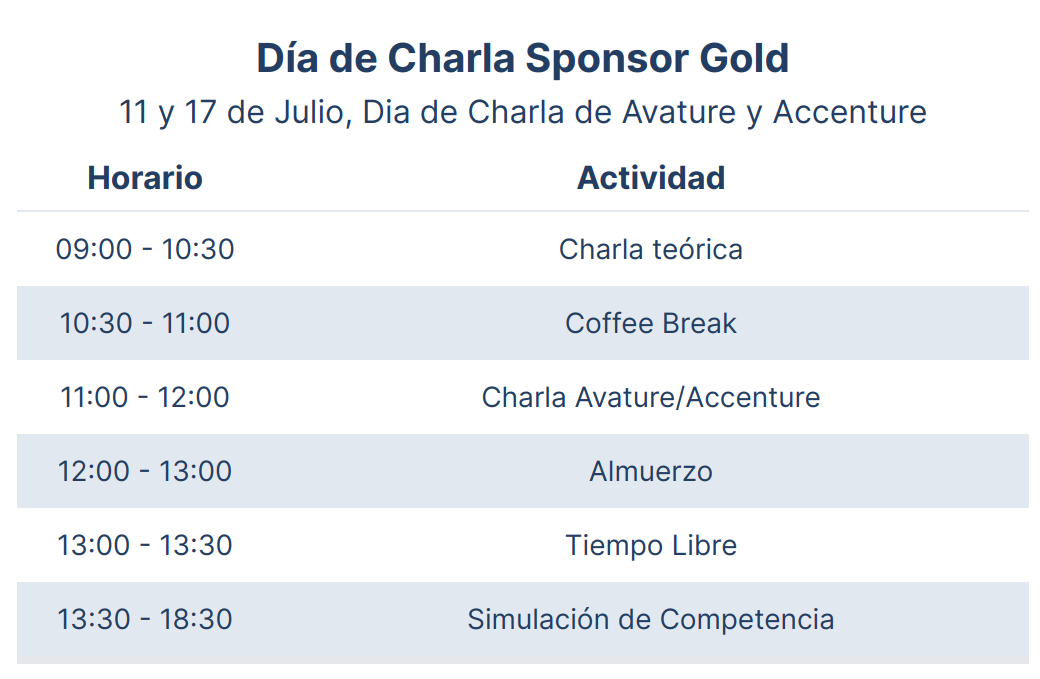 Día de Charla Sponsor Gold
11 y 17 de Julio, Dia de Charla de Avature y Accenture
Horario Actividad
09:00 - 10:30 Charla teórica
10:30 - 11:00 Coffee Break
11:00 - 12:00 Charla Avature/Accenture
12:00 - 13:00 Almuerzo
13:00 - 13:30 Tiempo Libre
13:30 - 18:30 Simulación de Competencia